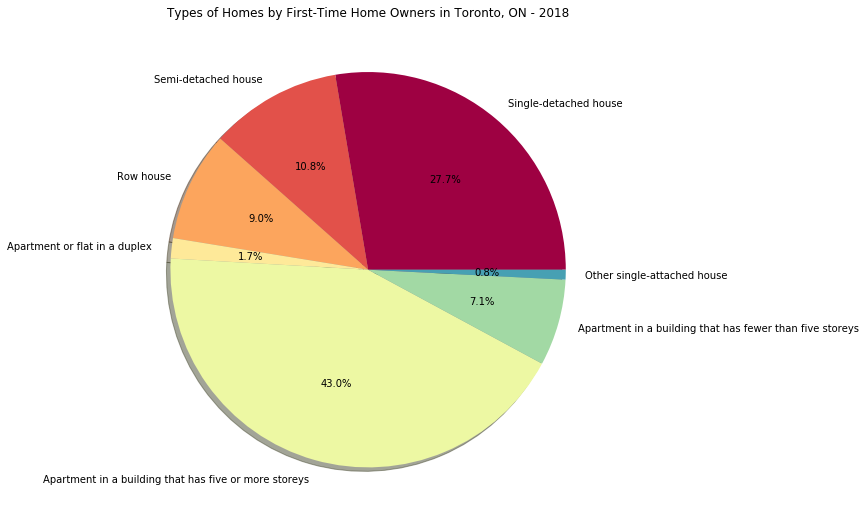 Types of Homes by First-Time Home Owners in Toronto, ON - 2018
Semi-detached house
Single-detached house
10.8%
27.7%
Row house
9.0%
Apartment or flat in a duplex
1.7%
0.8%
Other single-attached house
7.1%
Apartment in a building that has fewer than five storeys
43.0%
Apartment in a building that has five or more storeys